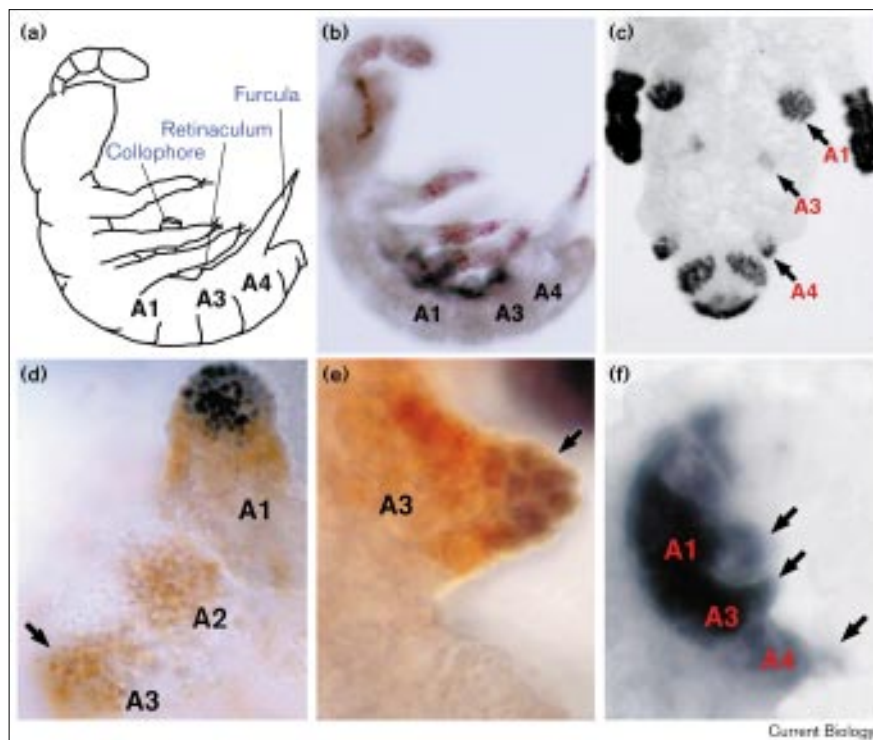 (a)
Furcula
Retinaculum
Collophore
A1
A3
A4
(b)
A1
A3
A4
(c)
A1
A3
A4
(d)
A1
A2
A3
(e)
A3
(f)
A1
A3
A4
Current Biology